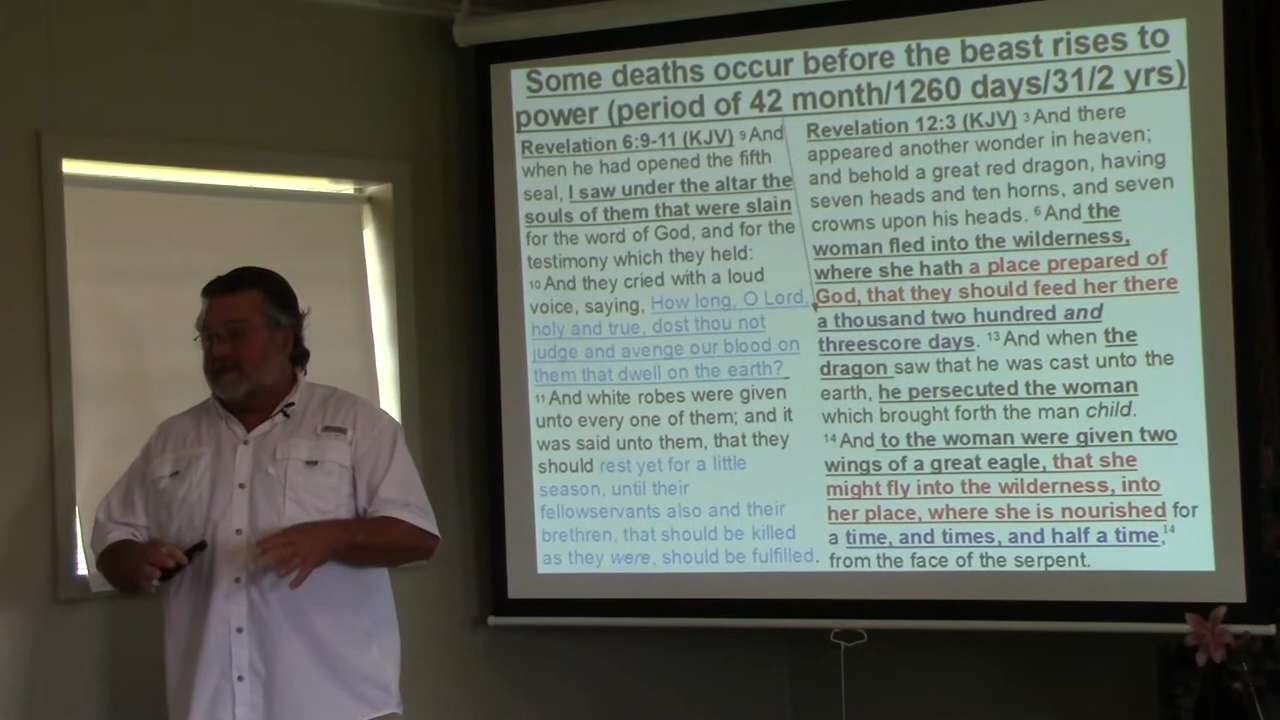 Some deaths occur before the beast rises to
power (period of 42 month/1260 days/31/2 yrs)
Revelation 6:9-11 (KJV) 9 And
when he had opened the fifth
seal, I saw under the altar the
souls of them that were slain
for the word of God, and for the
testimony which they held:
10 And they cried with a loud
voice, saying, How long, O Lord,
holy and true, dost thou not
judge and avenge our blood on
them that dwell on the earth?
11 And white robes were given
unto every one of them; and it
was said unto them, that they
should rest yet for a little
season, until their
fellowservants also and their
brethren, that should be killed
as they were, should be fulfilled.
Revelation 12:3 (KJV) 3 And there
appeared another wonder in heaven;
and behold a great red dragon, having
seven heads and ten horns, and seven
crowns upon his heads. 6 And the
woman fled into the wilderness,
where she hath a place prepared of
God, that they should feed her there
a thousand two hundred and
threescore days. 13 And when the
dragon saw that he was cast unto the
earth, he persecuted the woman
which brought forth the man child.
14 And to the woman were given two
wings of a great eagle, that she
might fly into the wilderness, into
her place, where she is nourished for
a time, and times, and half a time, 14
from the face of the serpent.